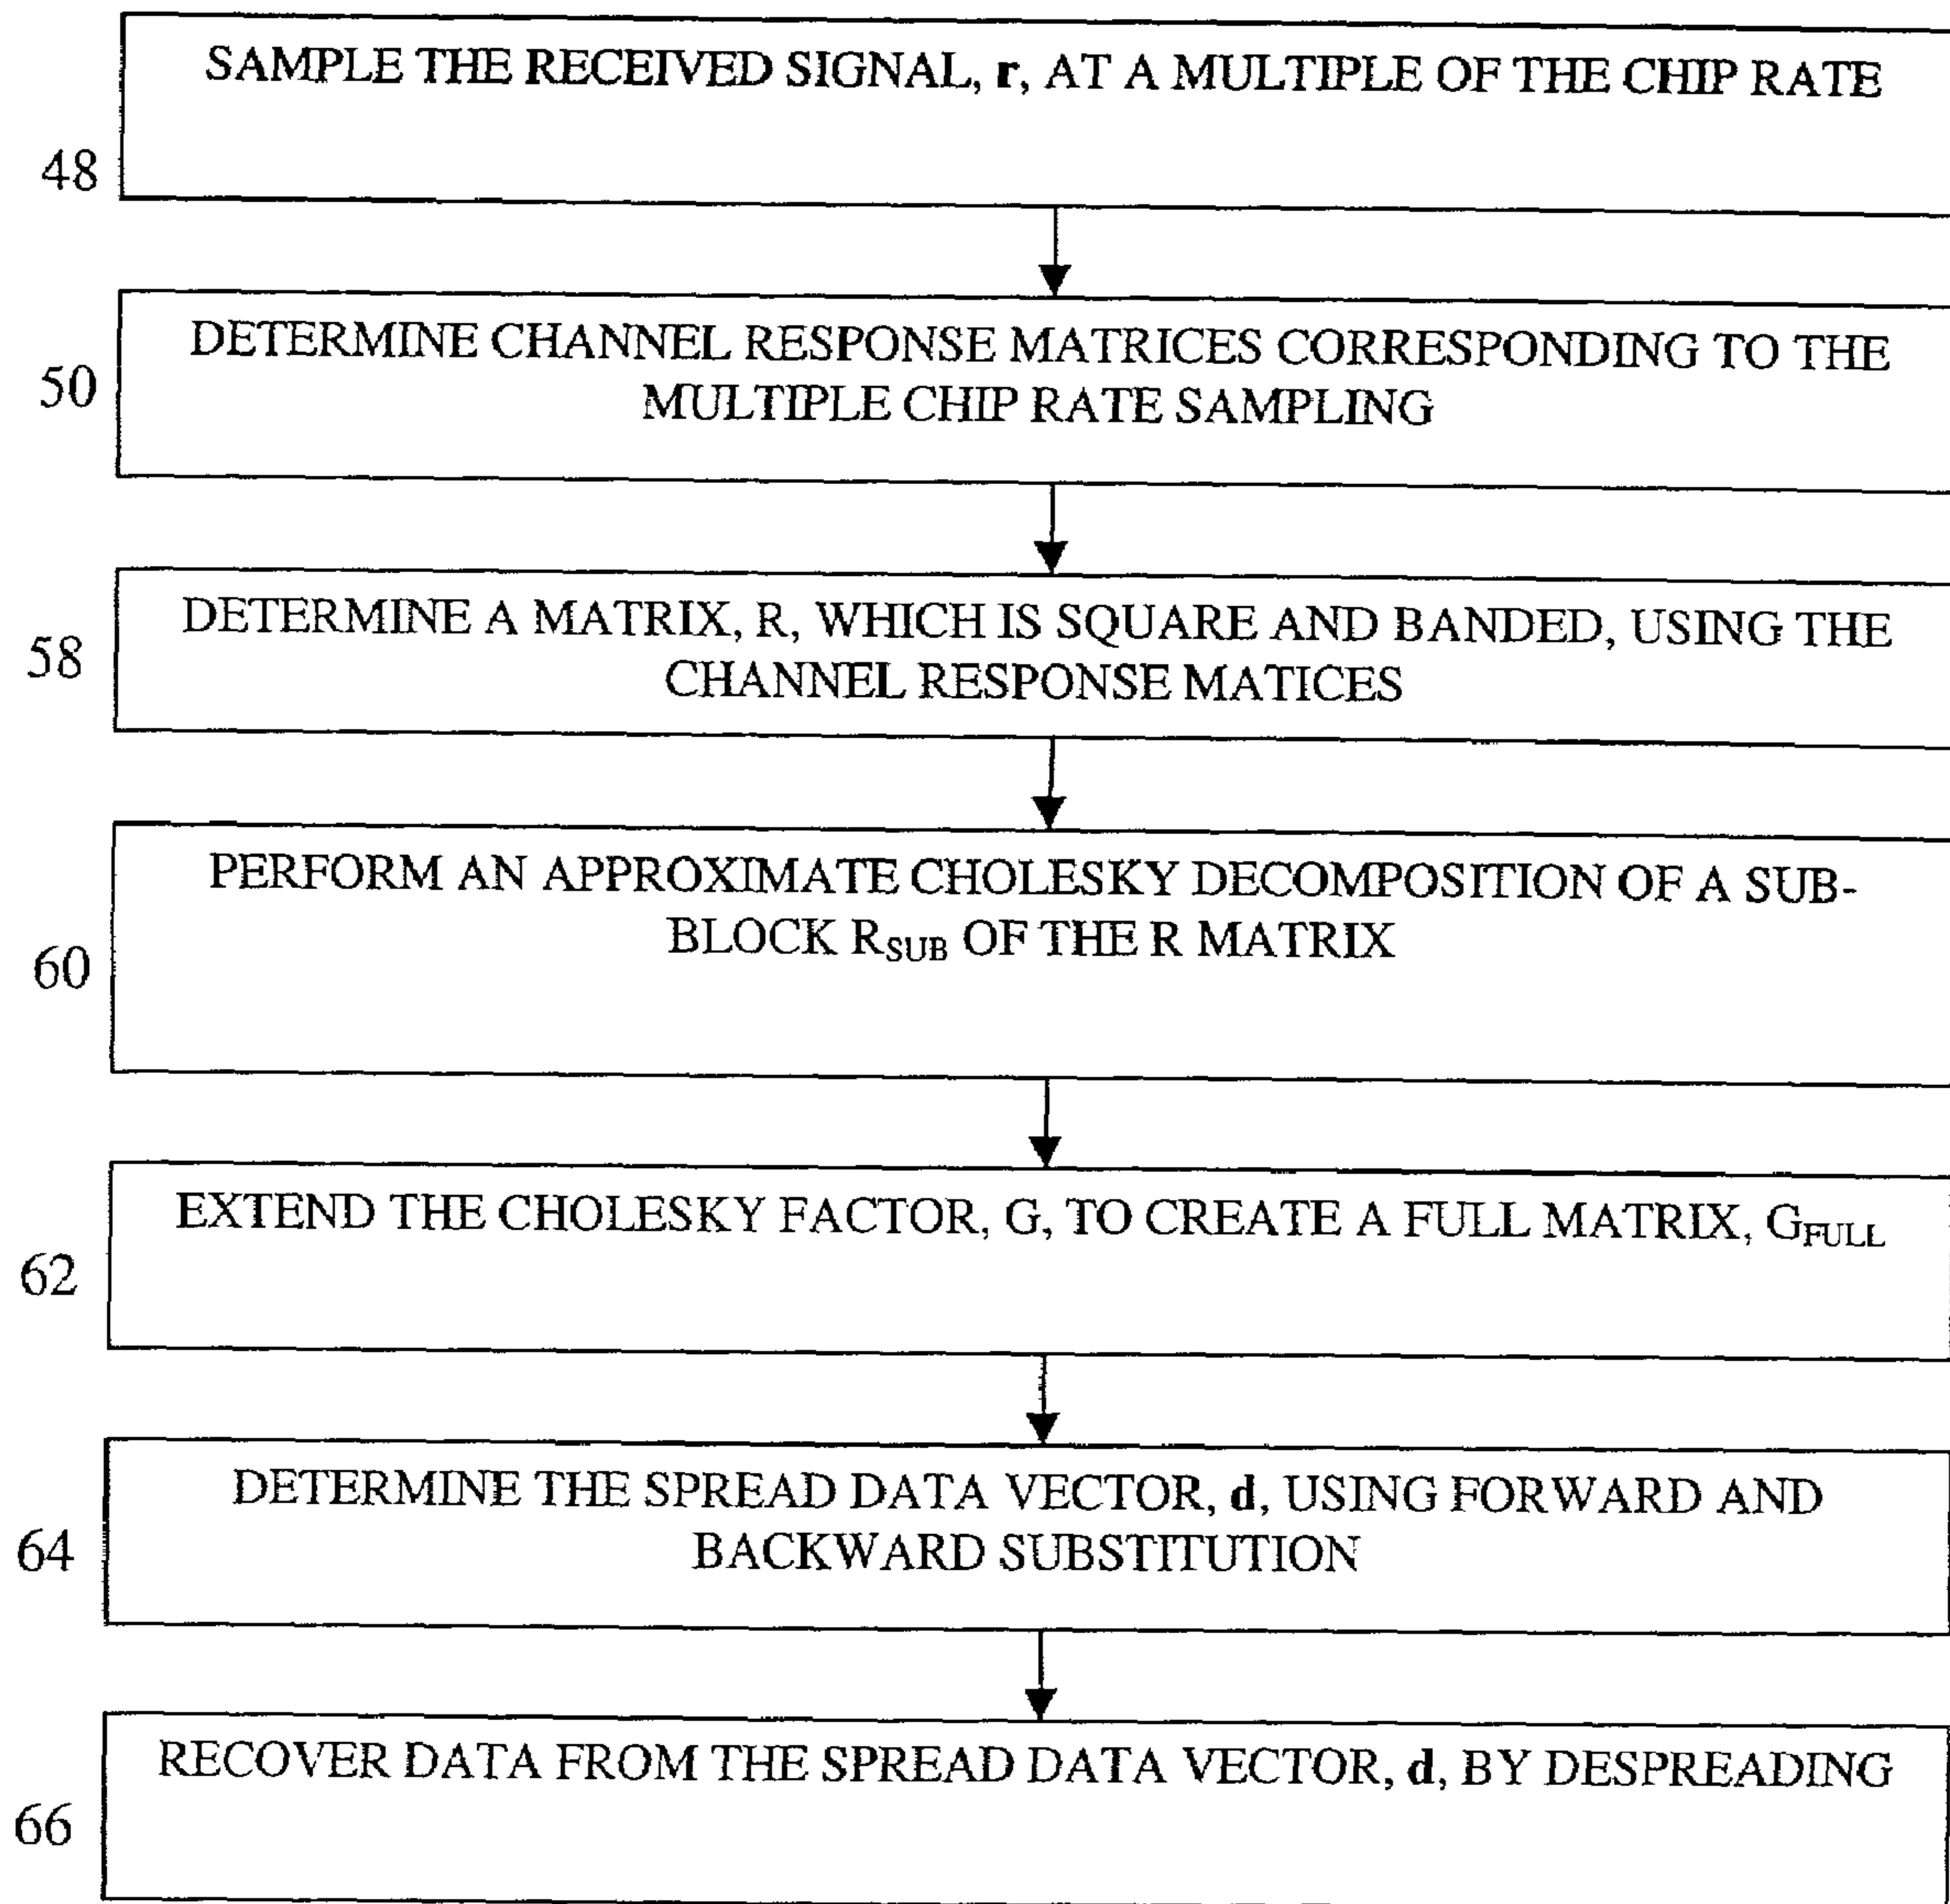 SAMPLE THE RECEIVED SIGNAL, r, AT A MULTIPLE OF THE CHIP RATE
48
DETERMINE CHANNEL RESPONSE MATRICES CORRESPONDING TO THE
MULTIPLE CHIP RATE SAMPLING
50
DETERMINE A MATRIX, R, WHICH IS SQUARE AND BANDED, USING THE
CHANNEL RESPONSE MATICES
58
PERFORM AN APPROXIMATE CHOLESKY DECOMPOSITION OF A SUB-
BLOCK RSUB OF THE R MATRIX
60
EXTEND THE CHOLESKY FACTOR, G, TO CREATE A FULL MATRIX, GFULL
62
DETERMINE THE SPREAD DATA VECTOR, d, USING FORWARD AND
BACKWARD SUBSTITUTION
64
RECOVER DATA FROM THE SPREAD DATA VECTOR, d, BY DESPREADING
66